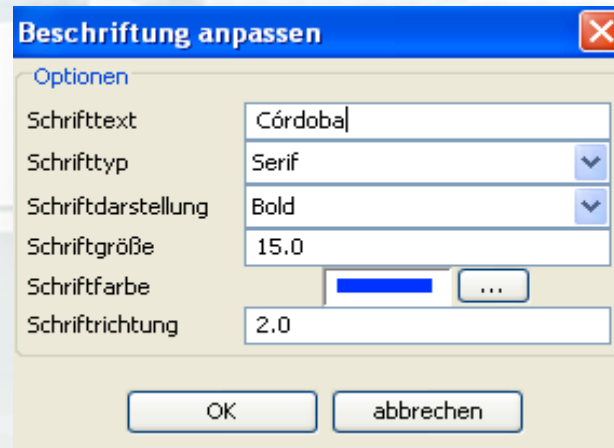 Beschriftung anpassen
Optionen
Schrifttext Córdoba
Schrifttyp Serif
Schriftdarstellung Bold
Schriftgröße 15.0
Schriftfarbe ...
Schriftrichtung 2.0
OK abbrechen